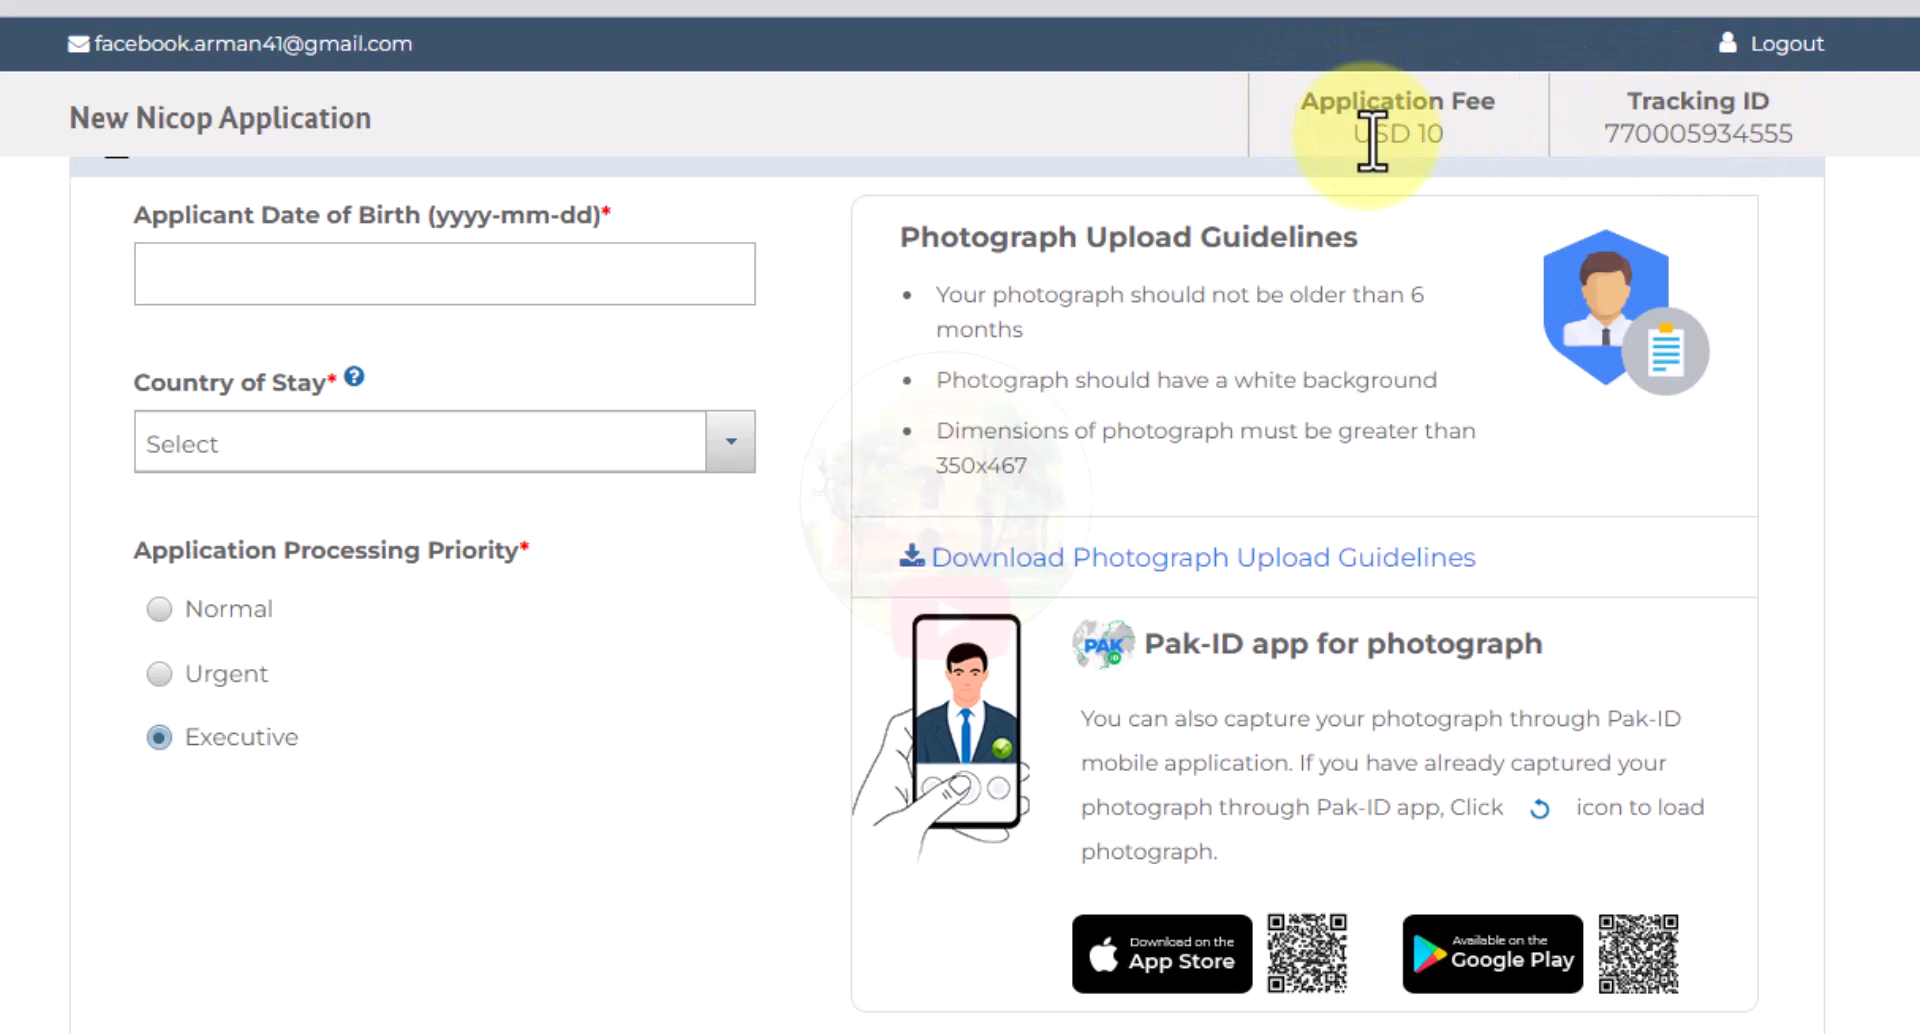 facebook.arman41@gmail.com
Logout
New Nicop Application
Application Fee
USD 10
Tracking ID
770005934555
Applicant Date of Birth (yyyy-mm-dd)*
Country of Stay* ?
Select
Application Processing Priority*
Normal
Urgent
Executive
Photograph Upload Guidelines
• Your photograph should not be older than 6
months
• Photograph should have a white background
• Dimensions of photograph must be greater than
350x467
Download Photograph Upload Guidelines
PAK
ID
Pak-ID app for photograph
You can also capture your photograph through Pak-ID
mobile application. If you have already captured your
photograph through Pak-ID app, Click icon to load
photograph.
Download on the
App Store
Available on the
Google Play